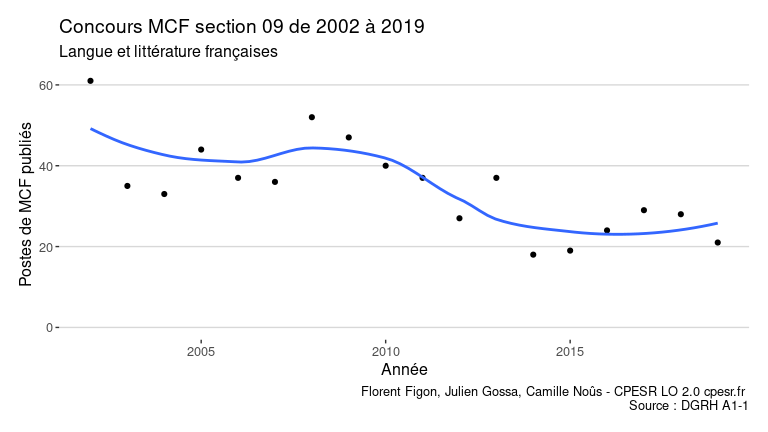 Concours MCF section 09 de 2002 à 2019
Langue et littérature françaises
Postes de MCF publiés
60
40
20
0
2005 2010 2015
Année
Florent Figon, Julien Gossa, Camille Noûs - CPESR LO 2.0 cpesr.fr
Source : DGRH A1-1